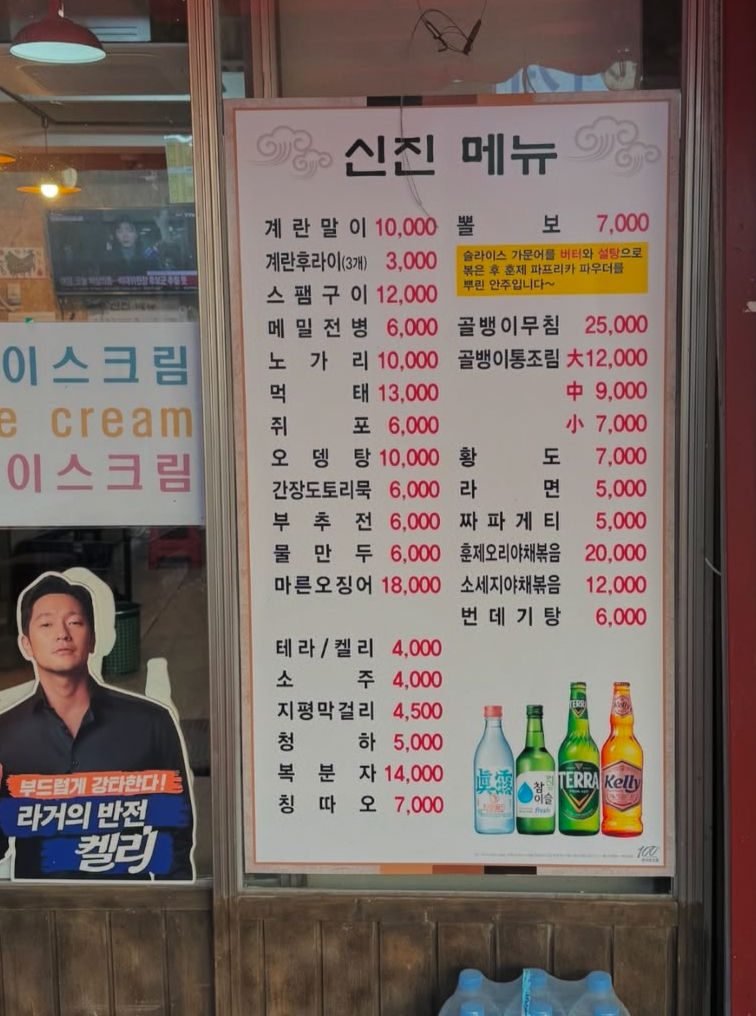 신진 메뉴
계란말이 10,000
계란후라이(3개) 3,000
스팸구이 12,000
메밀전병 6,000
노가리 10,000
먹태 13,000
쥐포 6,000
오뎅탕 10,000
간장도토리묵 6,000
부추전 6,000
물만두 6,000
마른오징어 18,000
테라/켈리 4,000
소주 4,000
지평막걸리 4,500
청하 5,000
복분자 14,000
칭따오 7,000
뽈보 7,000
슬라이스 가문어를 버터와 설탕으로
볶은 후 훈제 파프리카 파우더를
뿌린 안주입니다~
골뱅이무침 25,000
골뱅이통조림 大 12,000
中 9,000
小 7,000
황도 7,000
라면 5,000
짜파게티 5,000
훈제오리야채볶음 20,000
소세지야채볶음 12,000
번데기탕 6,000
眞露
참이슬
fresh
TERRA
TERRA
Kelly
Kelly
100
이스크림
e cream
이스크림
부드럽게 강타한다!
라거의 반전,
켈리